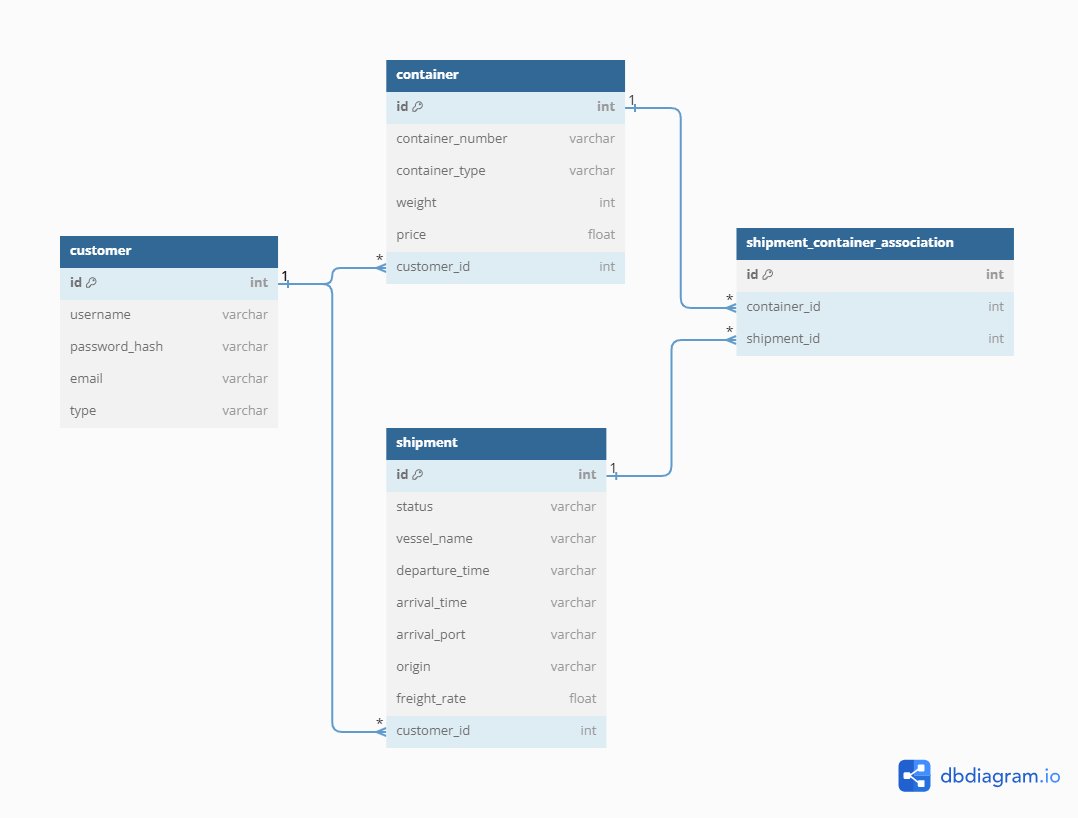 container
id int
container_number varchar
container_type varchar
weight int
price float
customer_id int
customer
id int
username varchar
password_hash varchar
email varchar
type varchar
shipment_container_association
id int
container_id int
shipment_id int
shipment
id int
status varchar
vessel_name varchar
departure_time varchar
arrival_time varchar
arrival_port varchar
origin varchar
freight_rate float
customer_id int
1
*
1
*
*
1
*
dbdiagram.io